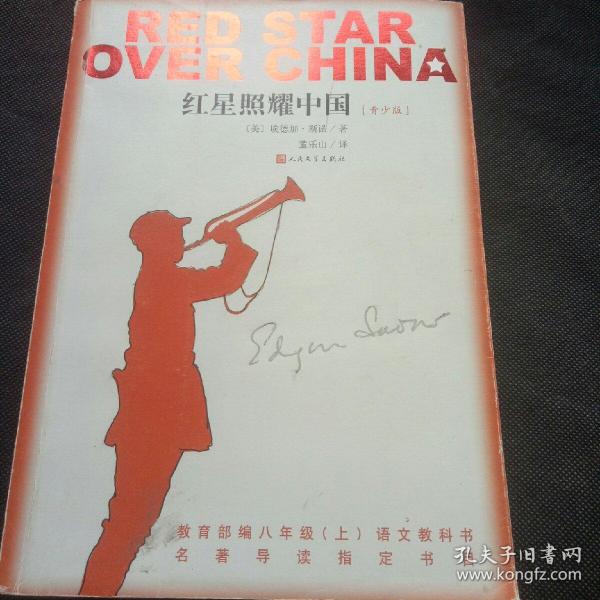 RED STAR
OVER CHINA
红星照耀中国 [青少版]
〔美〕埃德加·斯诺/著
董乐山/译
人民文学出版社
Edgar Snow
教育部编八年级(上)语文教科书
名著导读指定书目
孔夫子旧书网
www.kongfz.com